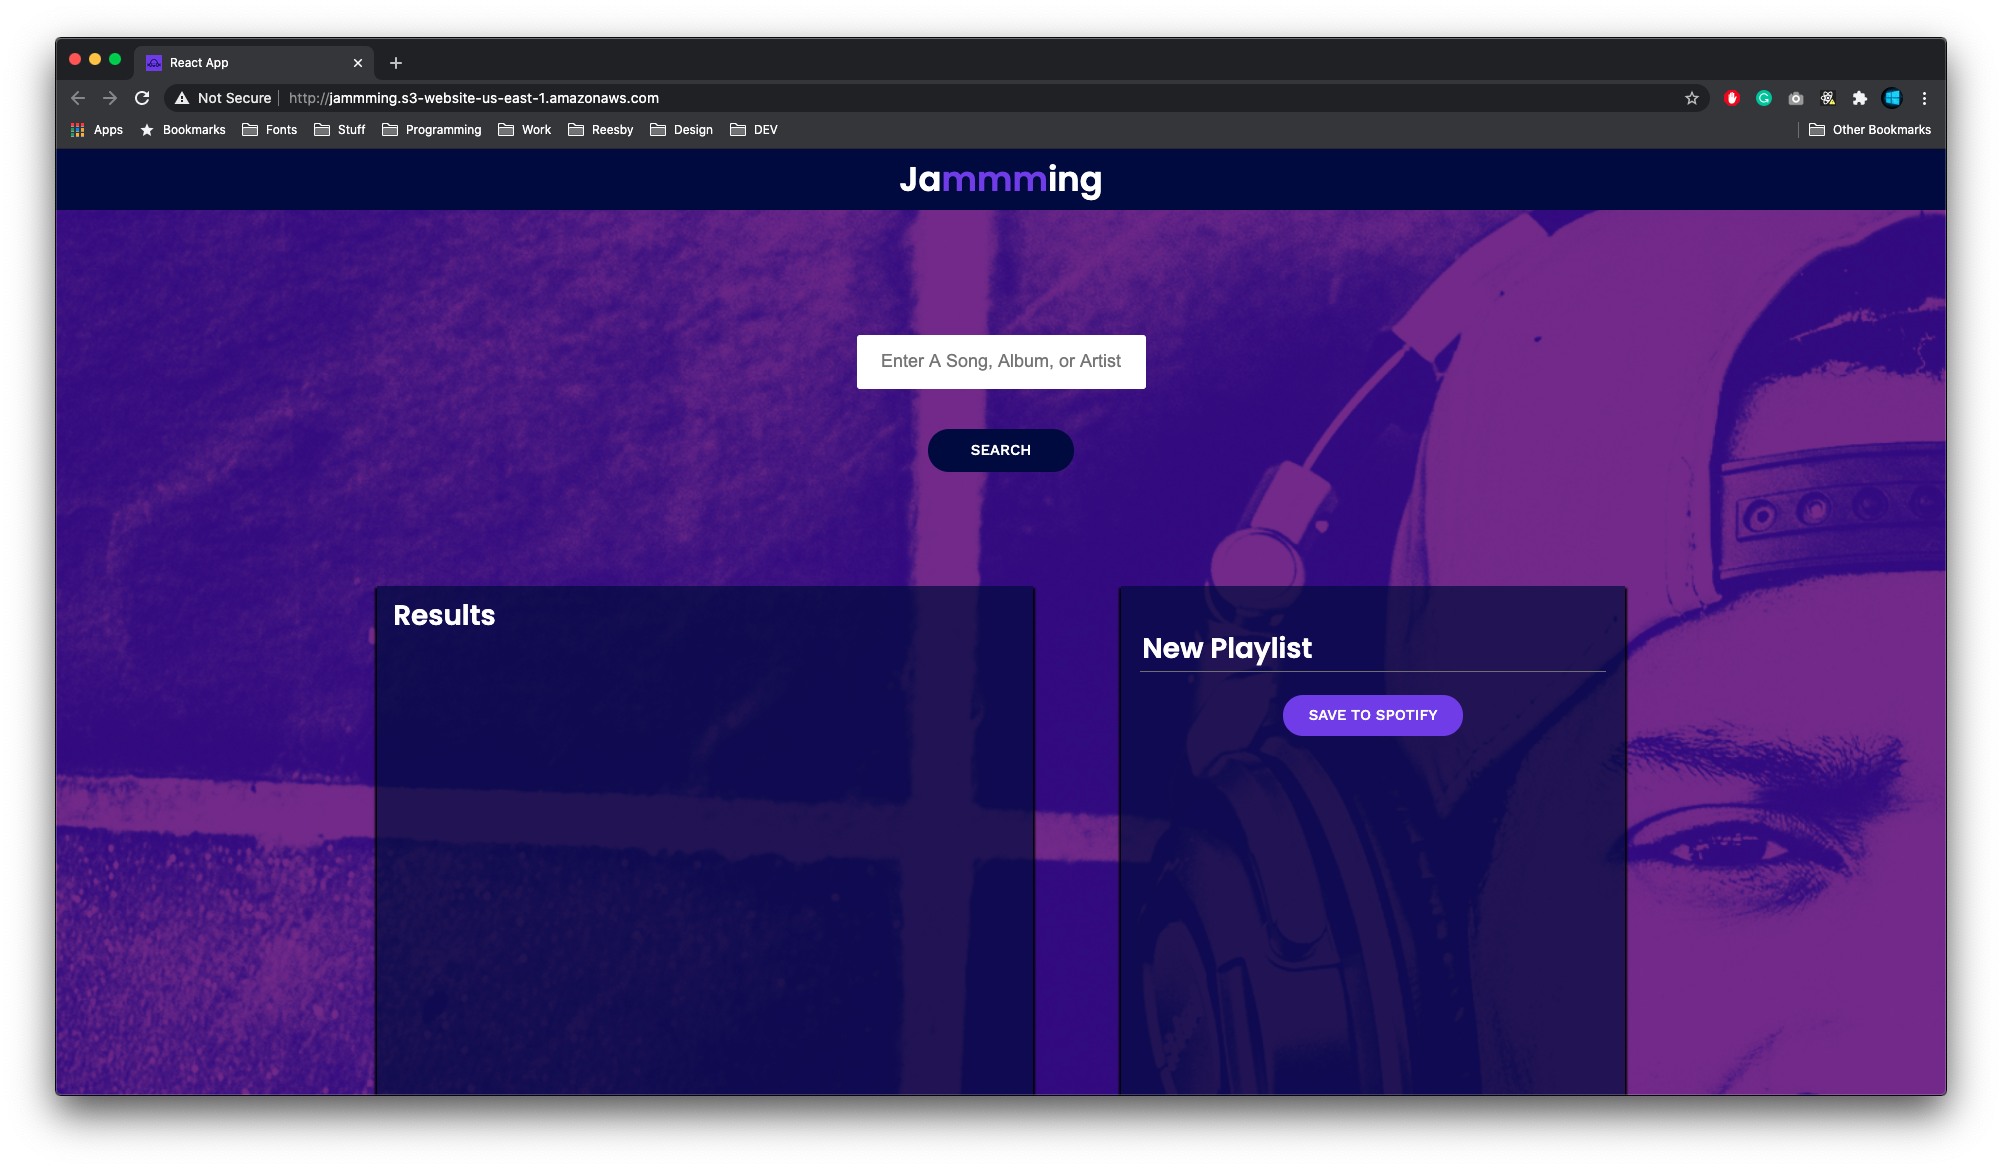 React App
Not Secure http://jammming.s3-website-us-east-1.amazonaws.com
Apps Bookmarks Fonts Stuff Programming Work Reesby Design DEV Other Bookmarks
Jammming
Enter A Song, Album, or Artist
SEARCH
Results
New Playlist
SAVE TO SPOTIFY